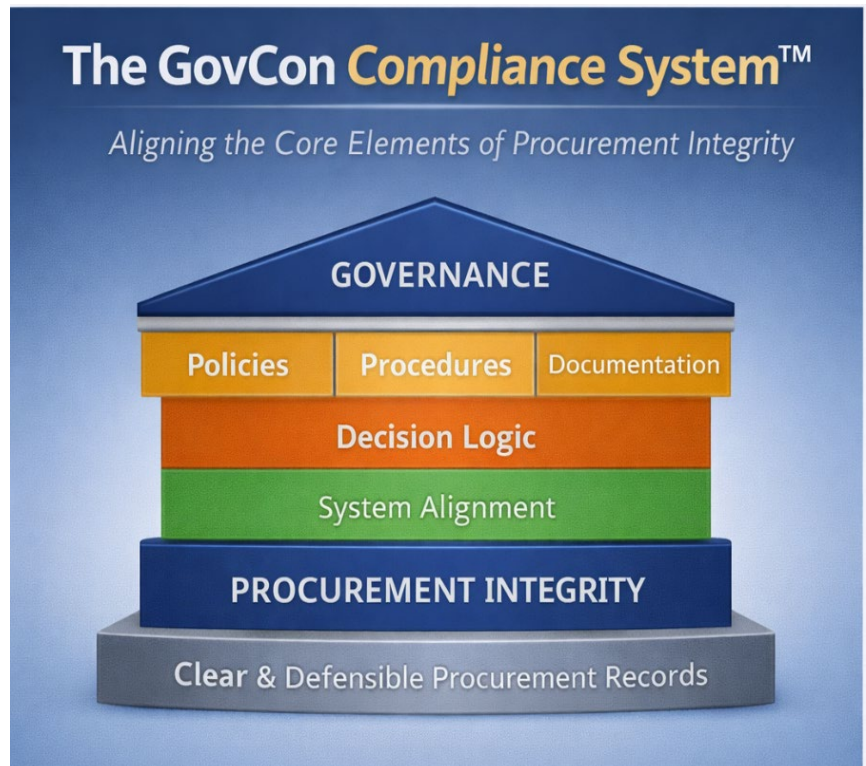 The GovCon Compliance System™
Aligning the Core Elements of Procurement Integrity
GOVERNANCE
Policies Procedures Documentation
Decision Logic
System Alignment
PROCUREMENT INTEGRITY
Clear & Defensible Procurement Records